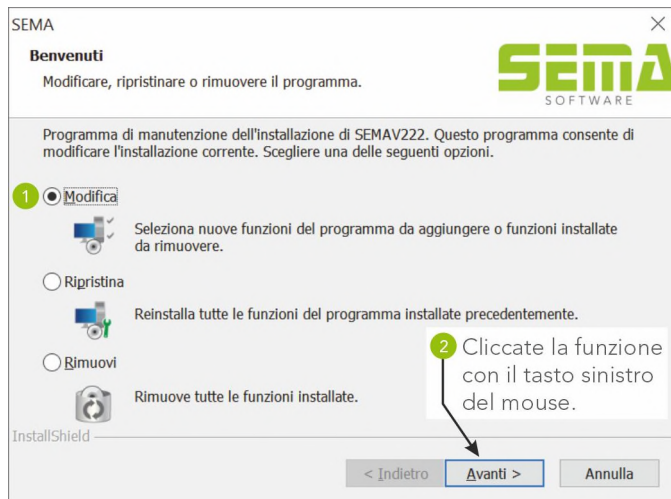 SEMA
Benvenuti
Modificare, ripristinare o rimuovere il programma.
SEMA
SOFTWARE
Programma di manutenzione dell'installazione di SEMAV222. Questo programma consente di
modificare l'installazione corrente. Scegliere una delle seguenti opzioni.
1 Modifica
Seleziona nuove funzioni del programma da aggiungere o funzioni installate
da rimuovere.
Ripristina
Reinstalla tutte le funzioni del programma installate precedentemente.
Rimuovi
Rimuove tutte le funzioni installate.
2 Cliccate la funzione
con il tasto sinistro
del mouse.
InstallShield
< Indietro
Avanti >
Annulla